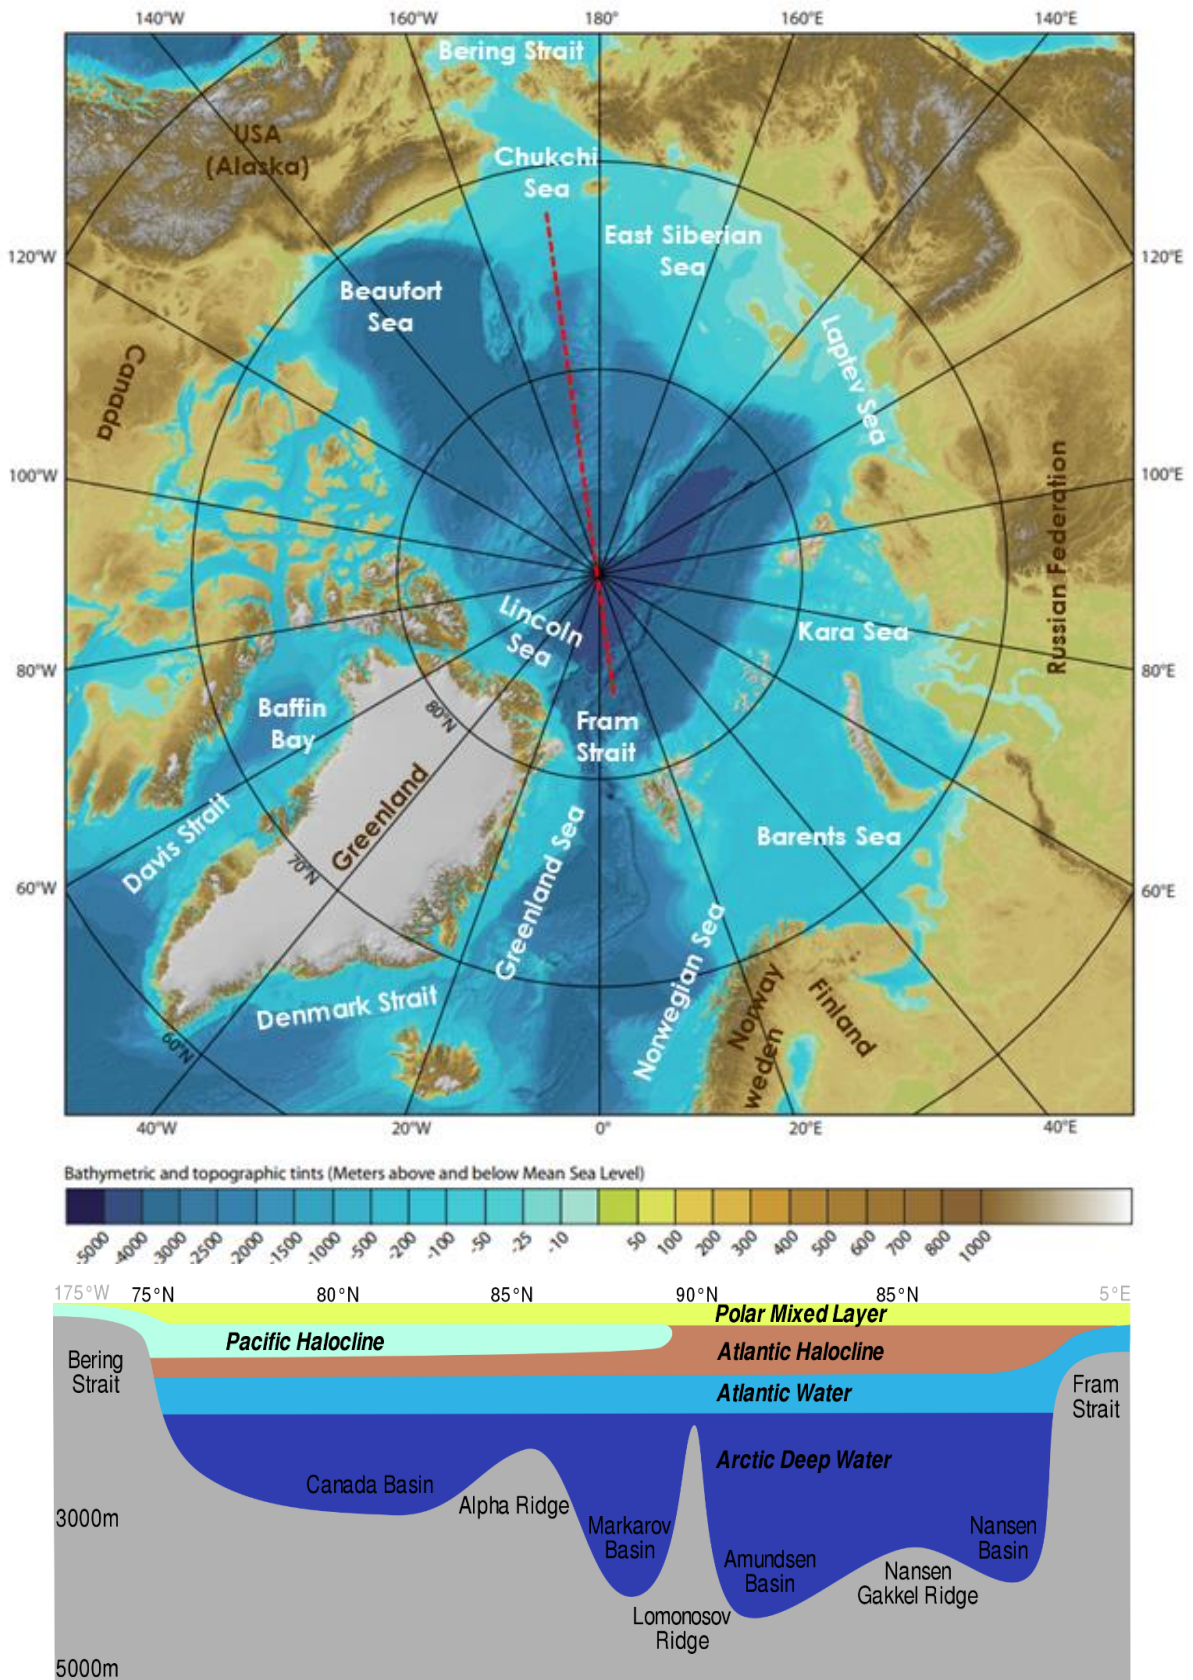 140°W 160°W 180° 160°E 140°E
Bering Strait
USA
(Alaska)
Chukchi
Sea
East Siberian
Sea
120°W
120°E
Beaufort
Sea
Laptev Sea
Canada
100°W
100°E
Russian Federation
Lincoln
Sea
Kara Sea
80°W
80°E
Baffin
Bay
80°N
Fram
Strait
Greenland
Davis Strait
Barents Sea
70°N
60°W
60°E
Greenland Sea
Norwegian Sea
Denmark Strait
Norway
weden
Finland
60°N
40°W 20°W 0° 20°E 40°E
Bathymetric and topographic tints (Meters above and below Mean Sea Level)
-5000 -4000 -3000 -2500 -2000 -1500 -1000 -500 -200 -100 -50 -25 -10 50 100 200 300 400 500 600 700 800 1000
175°W 75°N 80°N 85°N 90°N 85°N 5°E
Polar Mixed Layer
Pacific Halocline
Atlantic Halocline
Bering
Strait
Atlantic Water
Fram
Strait
Arctic Deep Water
Canada Basin
Alpha Ridge
3000m
Markarov
Basin
Nansen
Basin
Amundsen
Basin
Nansen
Gakkel Ridge
Lomonosov
Ridge
5000m